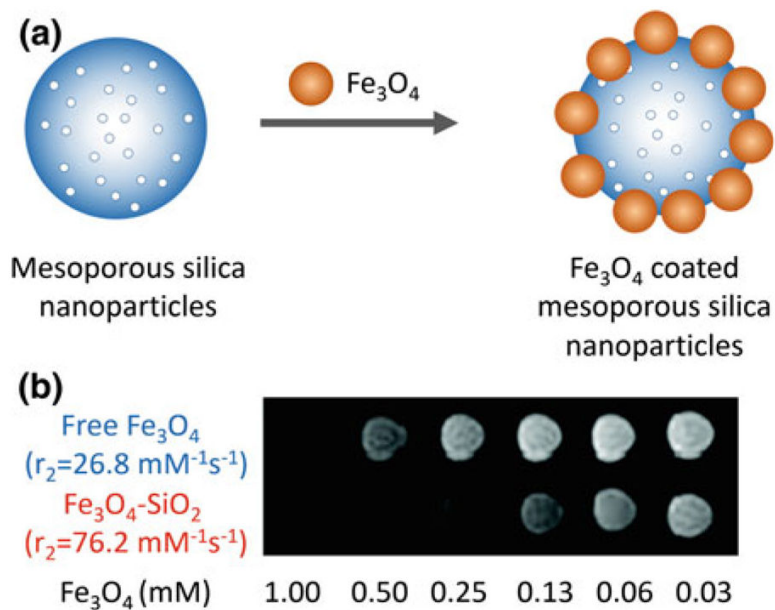 (a)
Fe₃O₄
Mesoporous silica
nanoparticles
Fe₃O₄ coated
mesoporous silica
nanoparticles
(b)
Free Fe₃O₄
(r₂=26.8 mM⁻¹s⁻¹)
Fe₃O₄-SiO₂
(r₂=76.2 mM⁻¹s⁻¹)
Fe₃O₄ (mM) 1.00 0.50 0.25 0.13 0.06 0.03